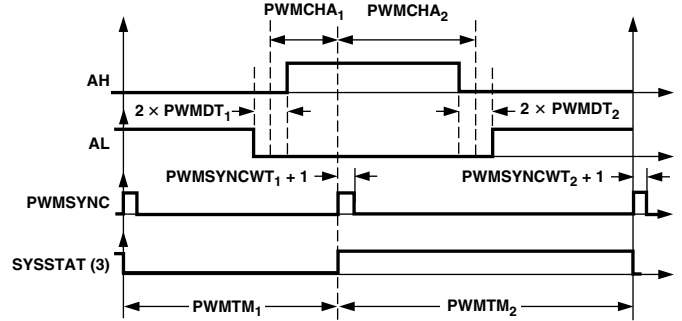 PWMCHA₁ PWMCHA₂
AH
2 × PWMDT₁ 2 × PWMDT₂
AL
PWMSYNCWT₁ + 1 PWMSYNCWT₂ + 1
PWMSYNC
SYSSTAT (3)
PWMTM₁ PWMTM₂